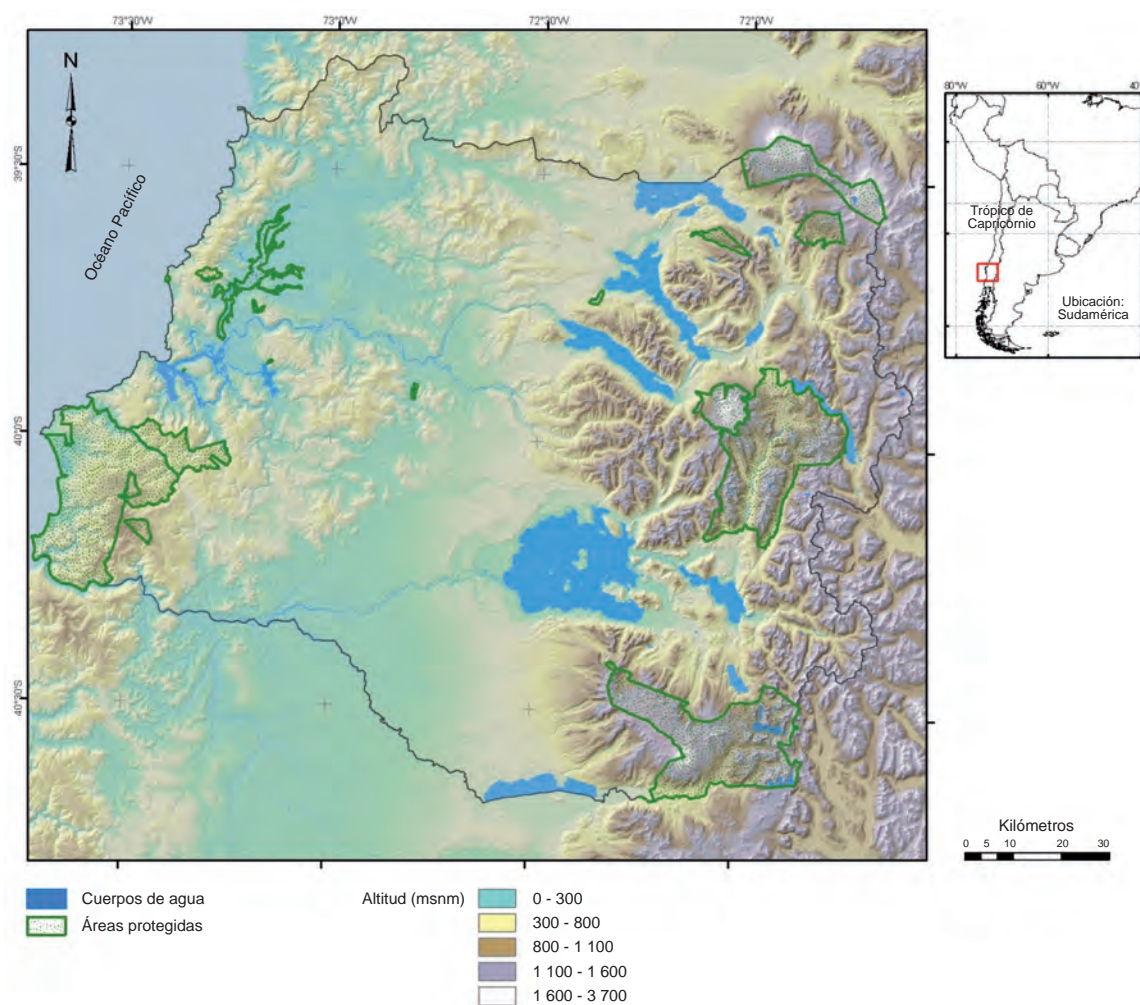 73°30'W
73°0'W
72°30'W
72°0'W
N
39°30'S
40°0'S
40°30'S
Océano Pacífico
80°W
60°W
40°
Trópico de
Capricornio
Ubicación:
Sudamérica
Kilómetros
0 5 10 20 30
Cuerpos de agua
Áreas protegidas
Altitud (msnm)
0 - 300
300 - 800
800 - 1 100
1 100 - 1 600
1 600 - 3 700